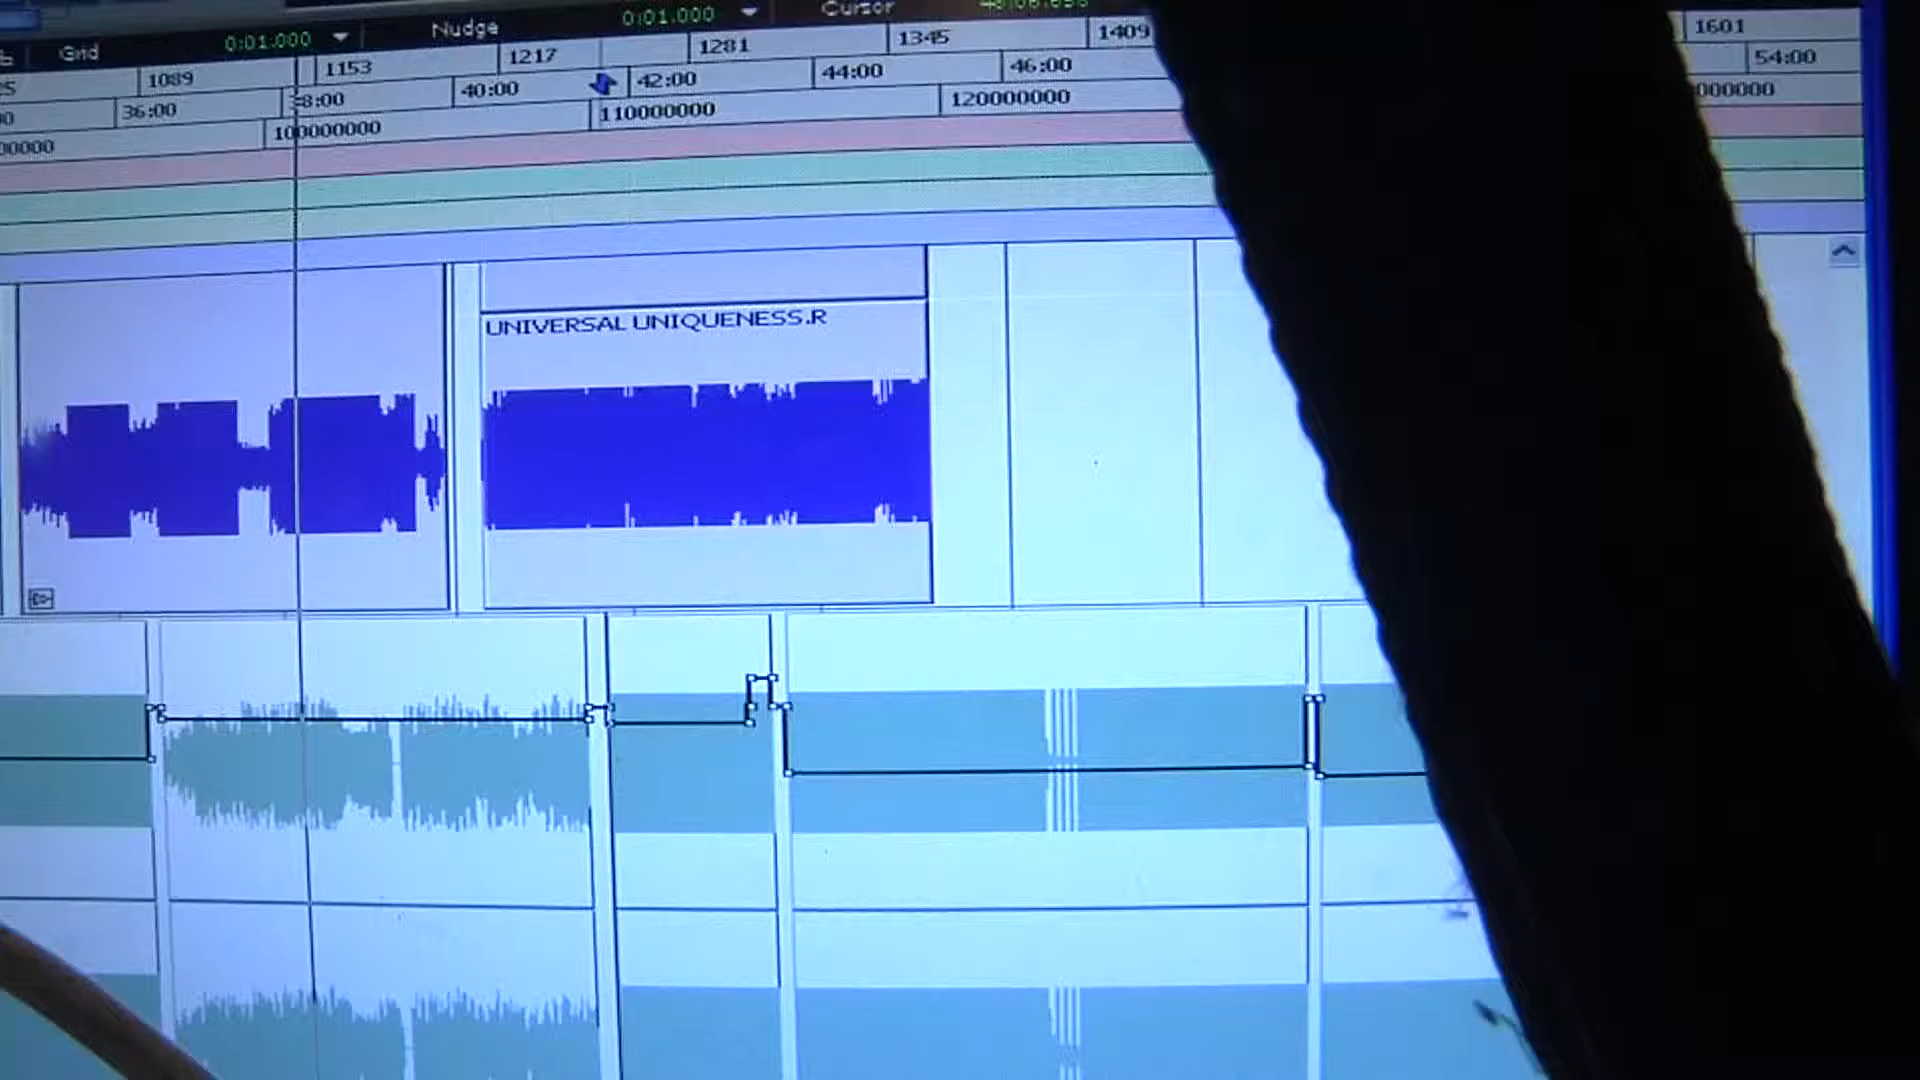 Grid 0:01.000 Nudge 0:01.000 Cursor
1089 1153 1217 1281 1345 1409 1601
36:00 38:00 40:00 42:00 44:00 46:00 54:00
100000000 110000000 120000000
UNIVERSAL UNIQUENESS.R